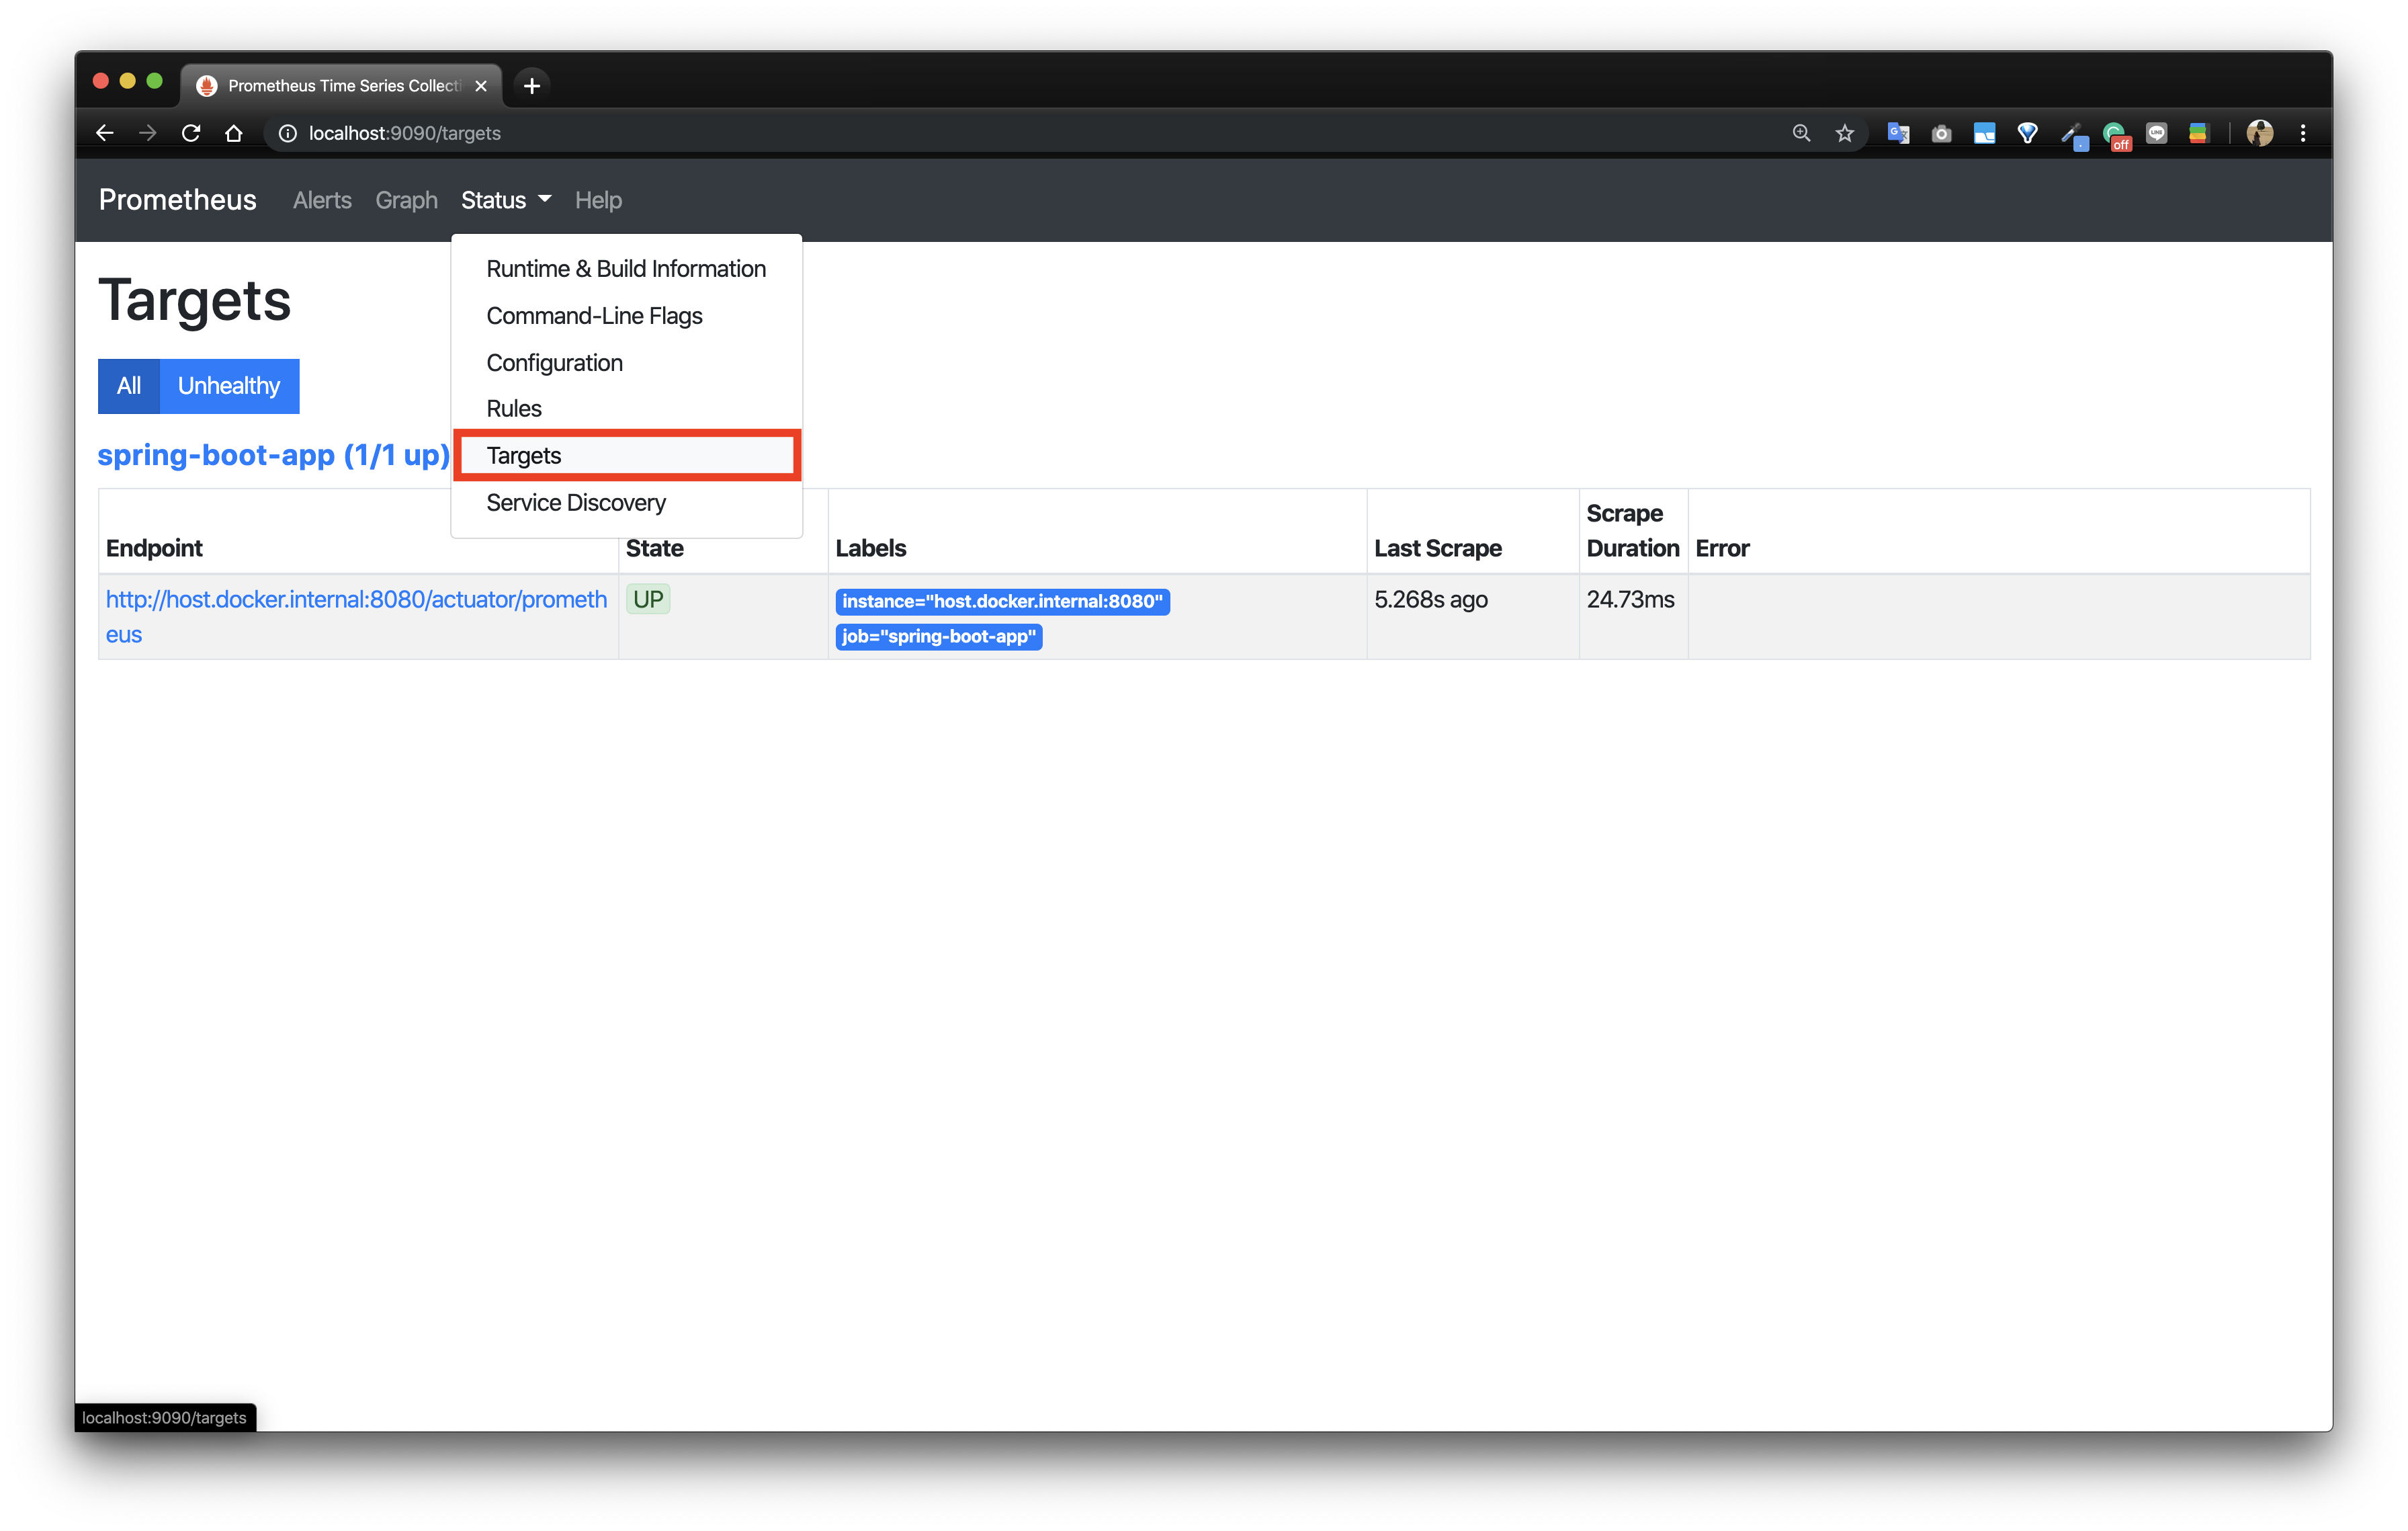 Prometheus Time Series Collecti
localhost:9090/targets
off
Prometheus Alerts Graph Status Help
Runtime & Build Information
Command-Line Flags
Configuration
Rules
Targets
Service Discovery
Targets
All Unhealthy
spring-boot-app (1/1 up)
Endpoint State Labels Last Scrape Scrape Duration Error
http://host.docker.internal:8080/actuator/prometh
eus
UP
instance="host.docker.internal:8080"
job="spring-boot-app"
5.268s ago
24.73ms
localhost:9090/targets